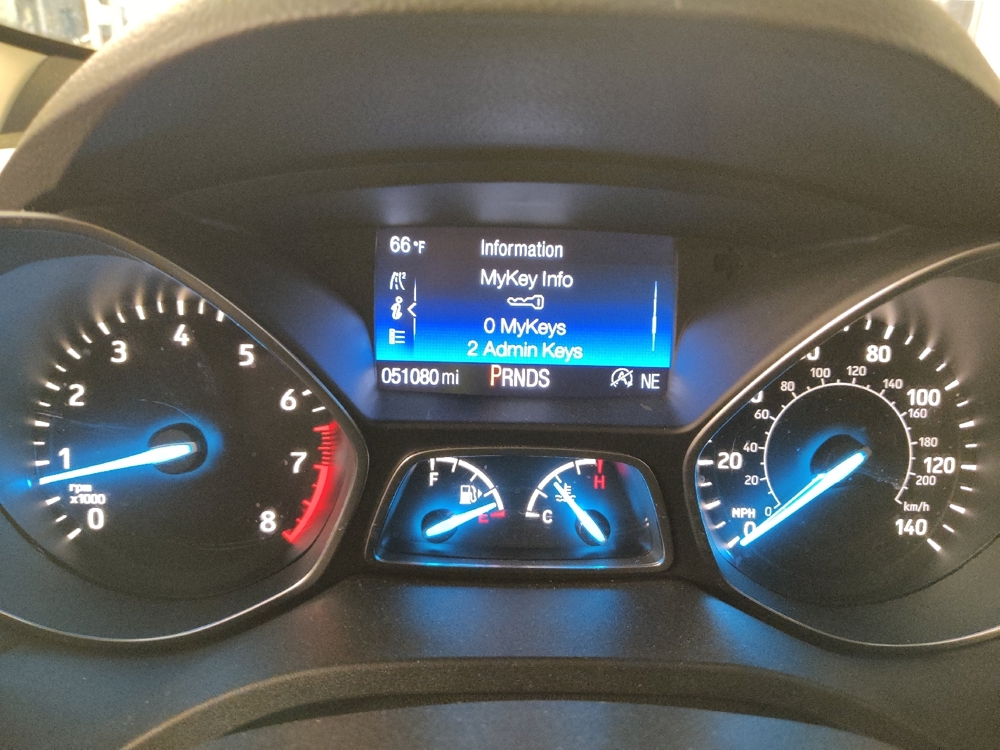 66°F Information
MyKey Info
0 MyKeys
2 Admin Keys
051080 mi PRNDS NE
0 1 2 3 4 5 6 7 8
rpm
x1000
F E
C H
0 20 80 100 120 140
MPH
0 20 40 60 80 100 120 140 160 180 200
km/h